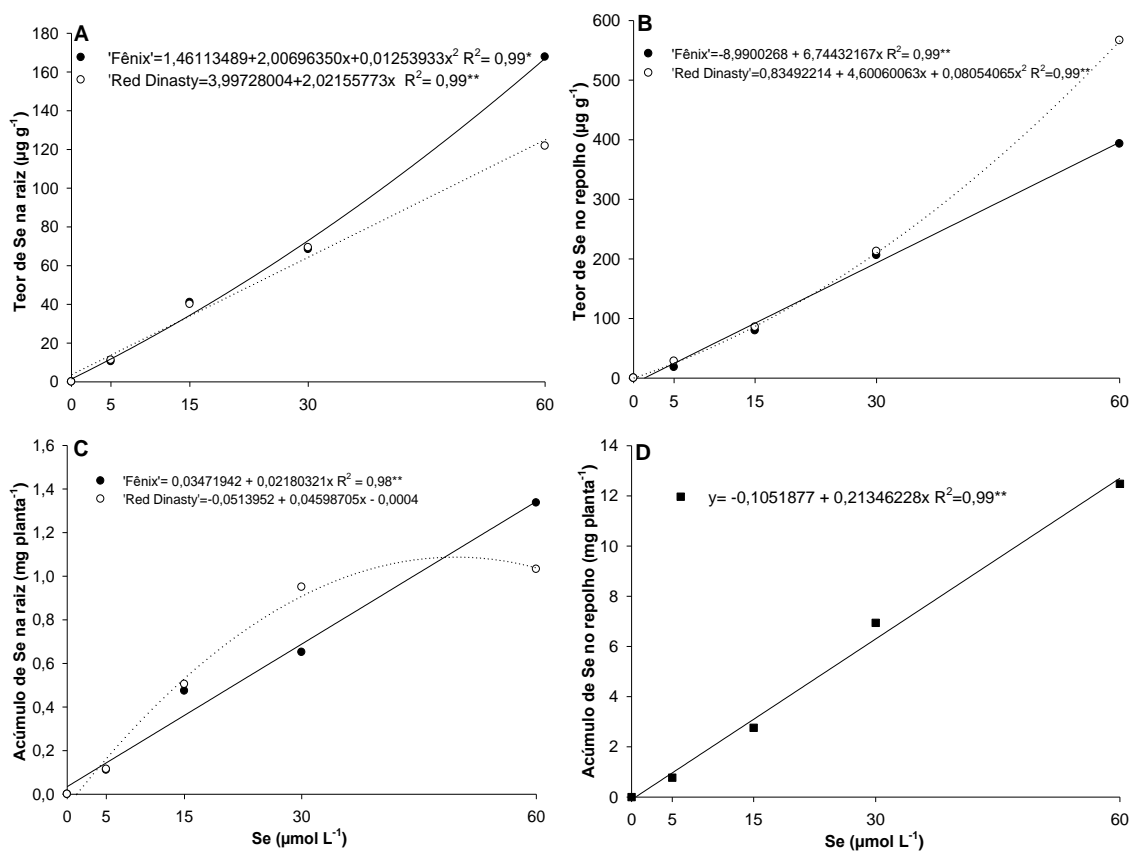 A
'Fênix'=1,46113489+2,00696350x+0,01253933x² R²= 0,99*
'Red Dinasty=3,99728004+2,02155773x R²= 0,99**
Teor de Se na raiz (µg g⁻¹)
180
160
140
120
100
80
60
40
20
0
0 5 15 30 60
B
'Fênix'=-8,9900268 + 6,74432167x R²= 0,99**
'Red Dinasty'=0,83492214 + 4,60060063x + 0,08054065x² R²=0,99**
Teor de Se no repolho (µg g⁻¹)
600
500
400
300
200
100
0
0 5 15 30 60
C
'Fênix'= 0,03471942 + 0,02180321x R² = 0,98**
'Red Dinasty'=-0,0513952 + 0,04598705x - 0,0004
Acúmulo de Se na raiz (mg planta⁻¹)
1,6
1,4
1,2
1,0
0,8
0,6
0,4
0,2
0,0
0 5 15 30 60
Se (µmol L⁻¹)
D
y= -0,1051877 + 0,21346228x R²=0,99**
Acúmulo de Se no repolho (mg planta⁻¹)
14
12
10
8
6
4
2
0
0 5 15 30 60
Se (µmol L⁻¹)